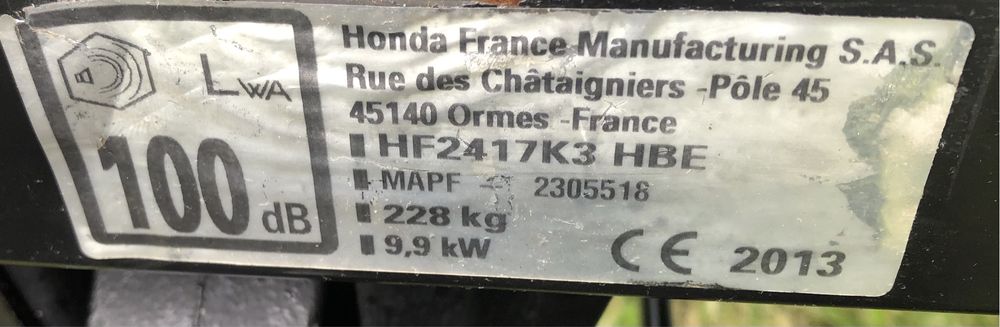 LWA
100 dB
Honda France Manufacturing S.A.S.
Rue des Châtaigniers -Pôle 45
45140 Ormes -France
HF2417K3 HBE
MAPF - 2305518
228 kg
9,9 kW
CE 2013